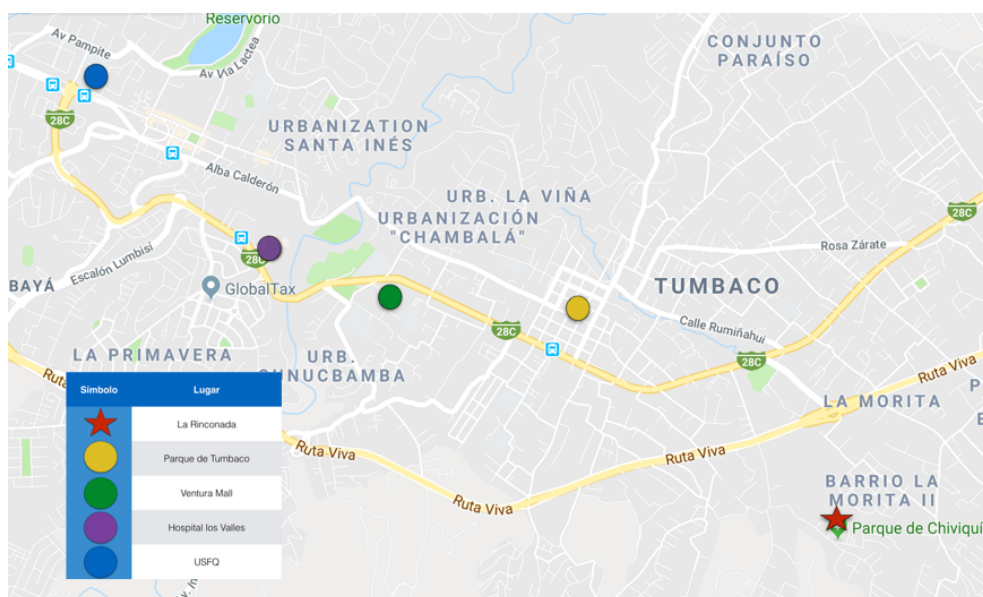 Reservorio
Av Pampite
Av Vía Lactea
CONJUNTO
PARAÍSO
28C
URBANIZATION
SANTA INÉS
Alba Calderón
URB. LA VIÑA
URBANIZACIÓN
"CHAMBALÁ"
28C
Rosa Zárate
Escalón Lumbisí
28C
BAYÁ
GlobalTax
TUMBACO
Calle Rumiñahui
28C
LA PRIMAVERA
URB.
UNUCBAMBA
28C
Ruta Viva
Ruta
LA MORITA
Símbolo Lugar
La Rinconada
Parque de Tumbaco
Ventura Mall
Hospital los Valles
USFQ
Ruta Viva
Ruta Viva
Ruta Viva
BARRIO LA
MORITA II
Parque de Chiviquí